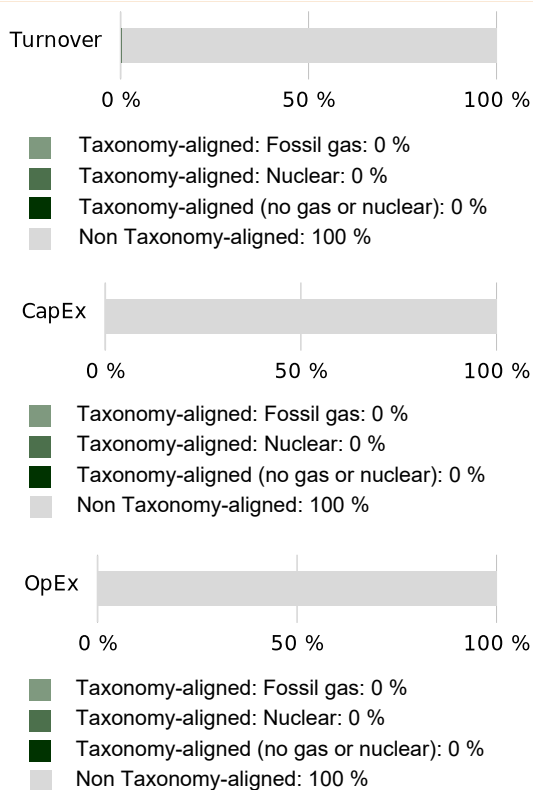 Turnover
0 % 50 % 100 %
Taxonomy-aligned: Fossil gas: 0 %
Taxonomy-aligned: Nuclear: 0 %
Taxonomy-aligned (no gas or nuclear): 0 %
Non Taxonomy-aligned: 100 %
CapEx
0 % 50 % 100 %
Taxonomy-aligned: Fossil gas: 0 %
Taxonomy-aligned: Nuclear: 0 %
Taxonomy-aligned (no gas or nuclear): 0 %
Non Taxonomy-aligned: 100 %
OpEx
0 % 50 % 100 %
Taxonomy-aligned: Fossil gas: 0 %
Taxonomy-aligned: Nuclear: 0 %
Taxonomy-aligned (no gas or nuclear): 0 %
Non Taxonomy-aligned: 100 %